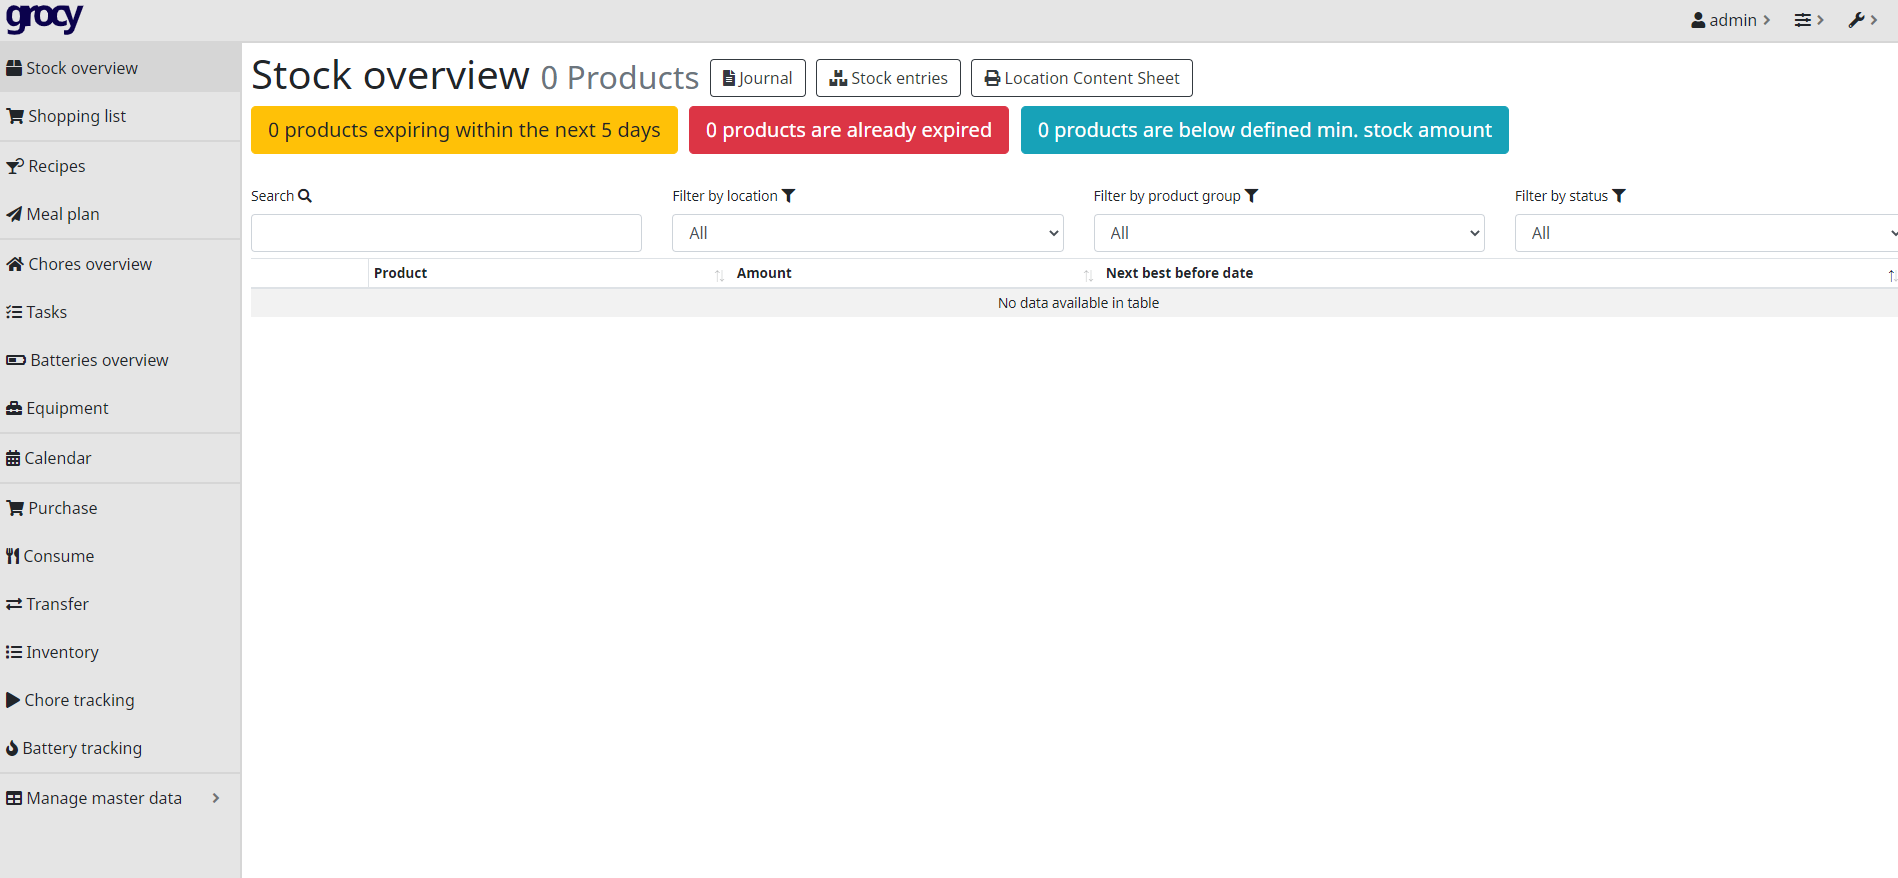 grocy
admin
Stock overview
Shopping list
Recipes
Meal plan
Chores overview
Tasks
Batteries overview
Equipment
Calendar
Purchase
Consume
Transfer
Inventory
Chore tracking
Battery tracking
Manage master data
Stock overview 0 Products Journal Stock entries Location Content Sheet
0 products expiring within the next 5 days 0 products are already expired 0 products are below defined min. stock amount
Search Filter by location Filter by product group Filter by status
All All All
Product Amount Next best before date
No data available in table